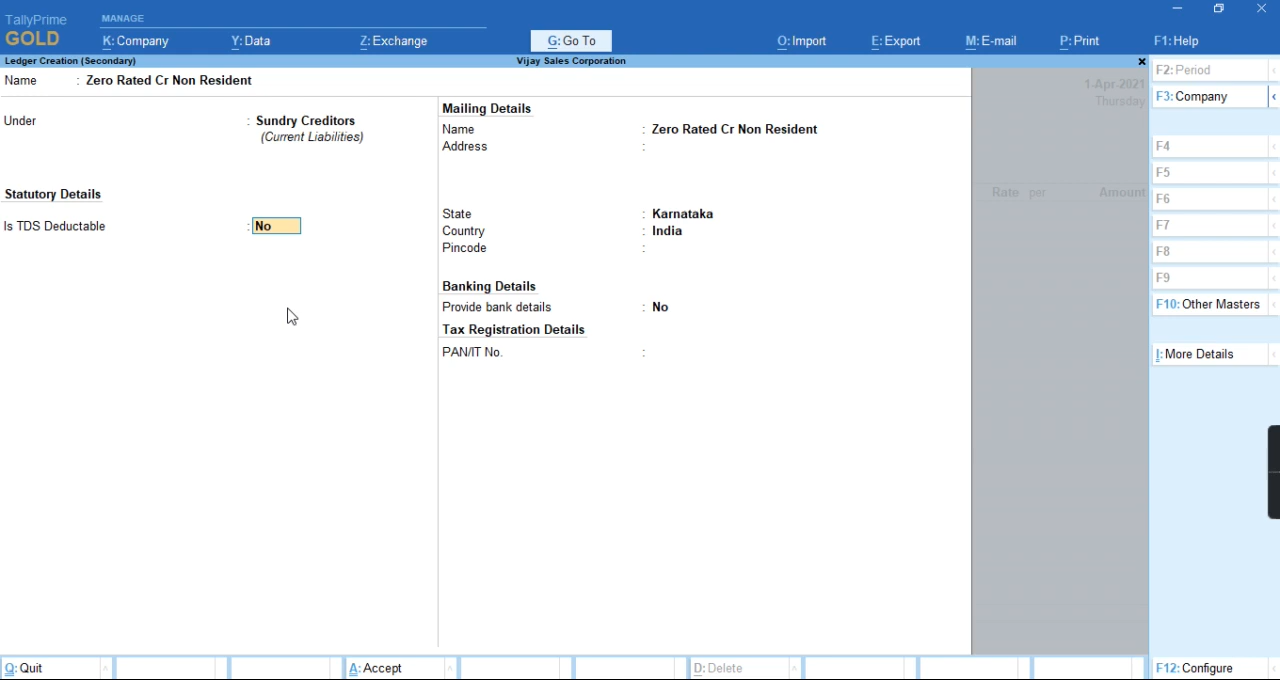 TallyPrime
GOLD
MANAGE
K: Company
Y: Data
Z: Exchange
G: Go To
O: Import
E: Export
M: E-mail
P: Print
F1: Help
Ledger Creation (Secondary)
Vijay Sales Corporation
Name : Zero Rated Cr Non Resident
Under : Sundry Creditors
(Current Liabilities)
Statutory Details
Is TDS Deductable : No
Mailing Details
Name : Zero Rated Cr Non Resident
Address :
State : Karnataka
Country : India
Pincode :
Banking Details
Provide bank details : No
Tax Registration Details
PAN/IT No. :
1-Apr-2021
Thursday
Rate per Amount
F2: Period
F3: Company
F4
F5
F6
F7
F8
F9
F10: Other Masters
I: More Details
Q: Quit
A: Accept
D: Delete
F12: Configure